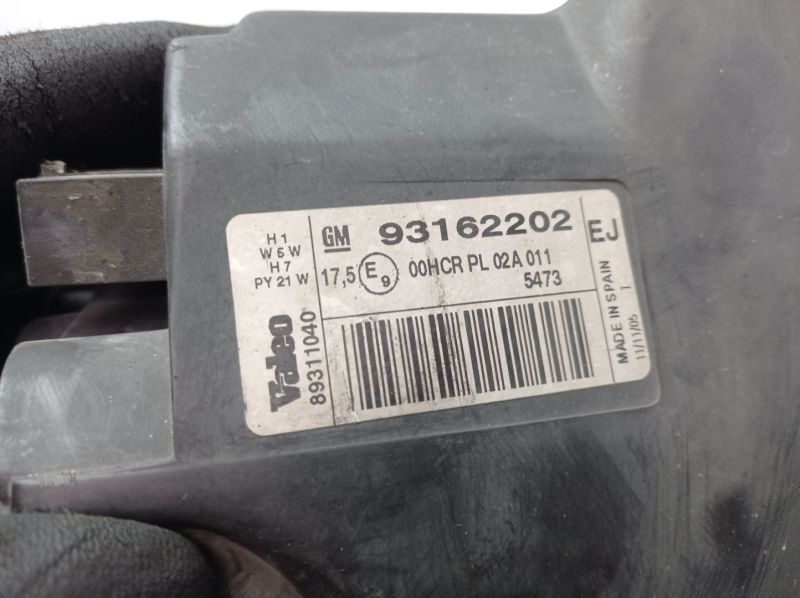 H1
W5W
H7
PY 21 W
GM 93162202
EJ
17,5 E9 00HCR PL 02A 011
5473
Valeo
89311040
MADE IN SPAIN
11/11/05 T